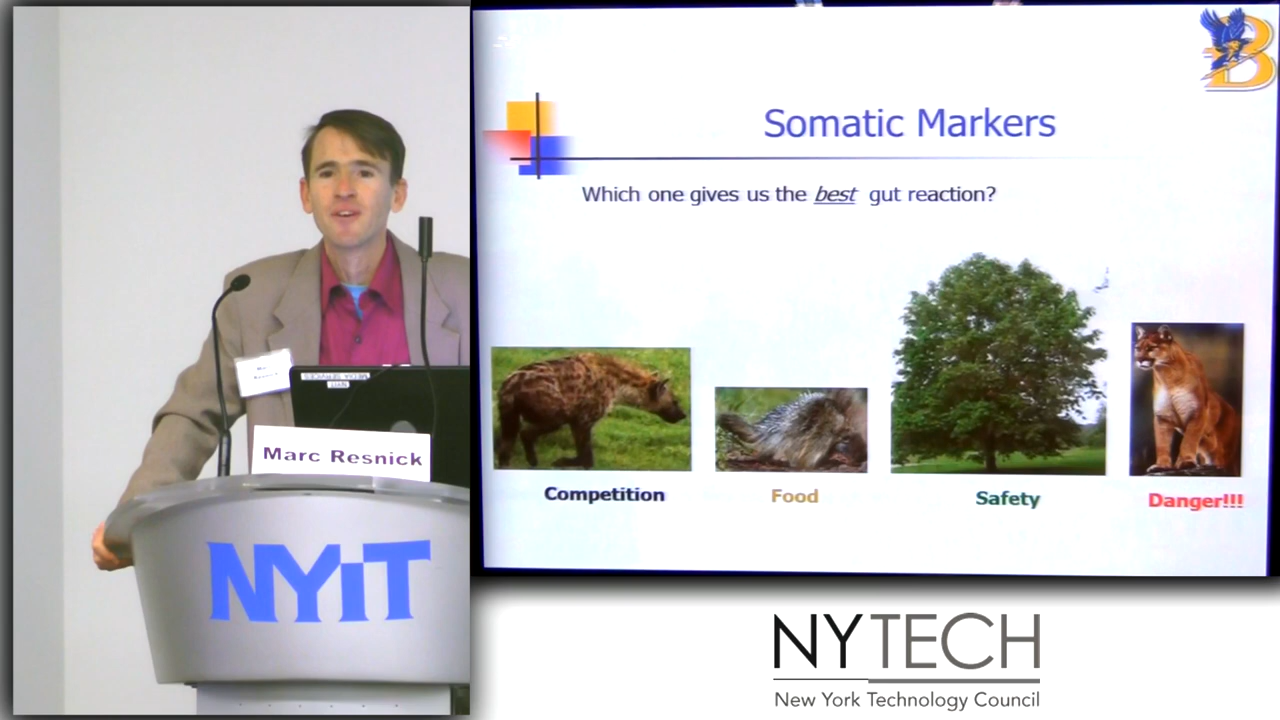 Somatic Markers
Which one gives us the best gut reaction?
Competition
Food
Safety
Danger!!!
B
Marc Resnick
NYiT
NYTECH
New York Technology Council